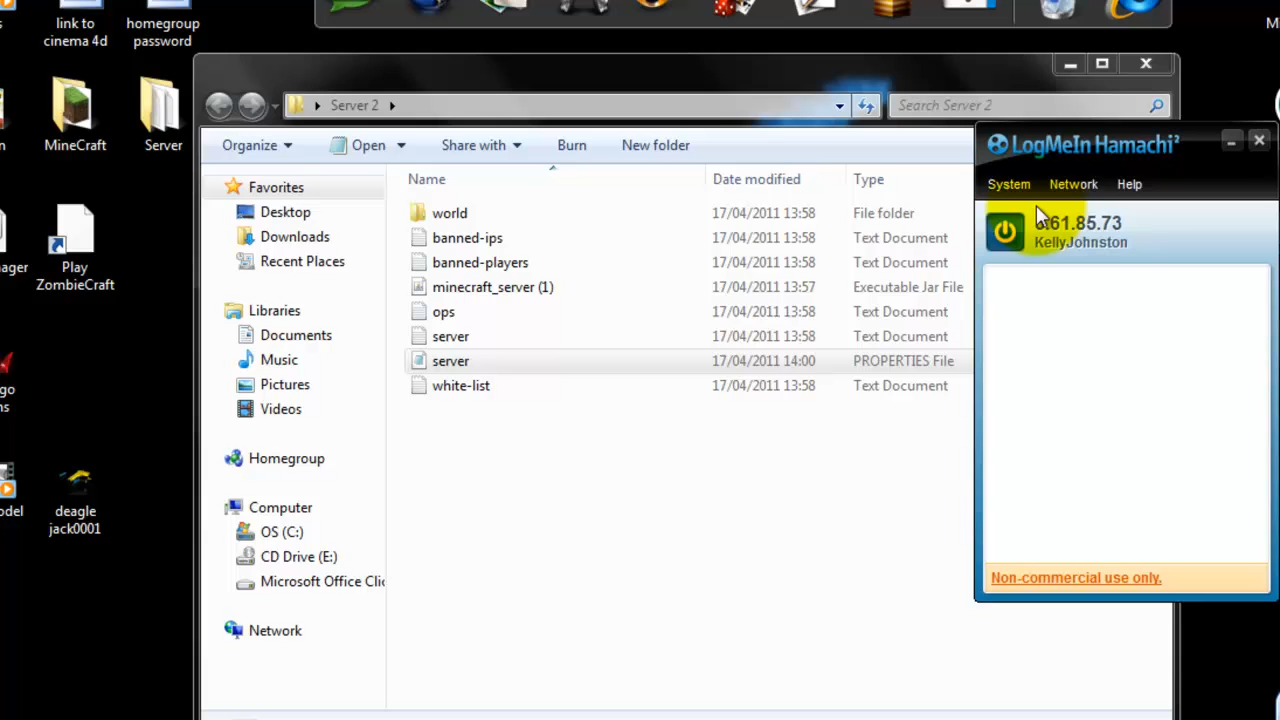 link to
cinema 4d
homegroup
password
MineCraft
Server
Play
ZombieCraft
deagle
jack0001
Server 2
Search Server 2
Organize
Open
Share with
Burn
New folder
Favorites
Desktop
Downloads
Recent Places
Libraries
Documents
Music
Pictures
Videos
Homegroup
Computer
OS (C:)
CD Drive (E:)
Microsoft Office Clic
Network
Name Date modified Type
world 17/04/2011 13:58 File folder
banned-ips 17/04/2011 13:58 Text Document
banned-players 17/04/2011 13:58 Text Document
minecraft_server (1) 17/04/2011 13:57 Executable Jar File
ops 17/04/2011 13:58 Text Document
server 17/04/2011 13:58 Text Document
server 17/04/2011 14:00 PROPERTIES File
white-list 17/04/2011 13:58 Text Document
LogMeIn Hamachi²
System Network Help
KellyJohnston
Non-commercial use only.